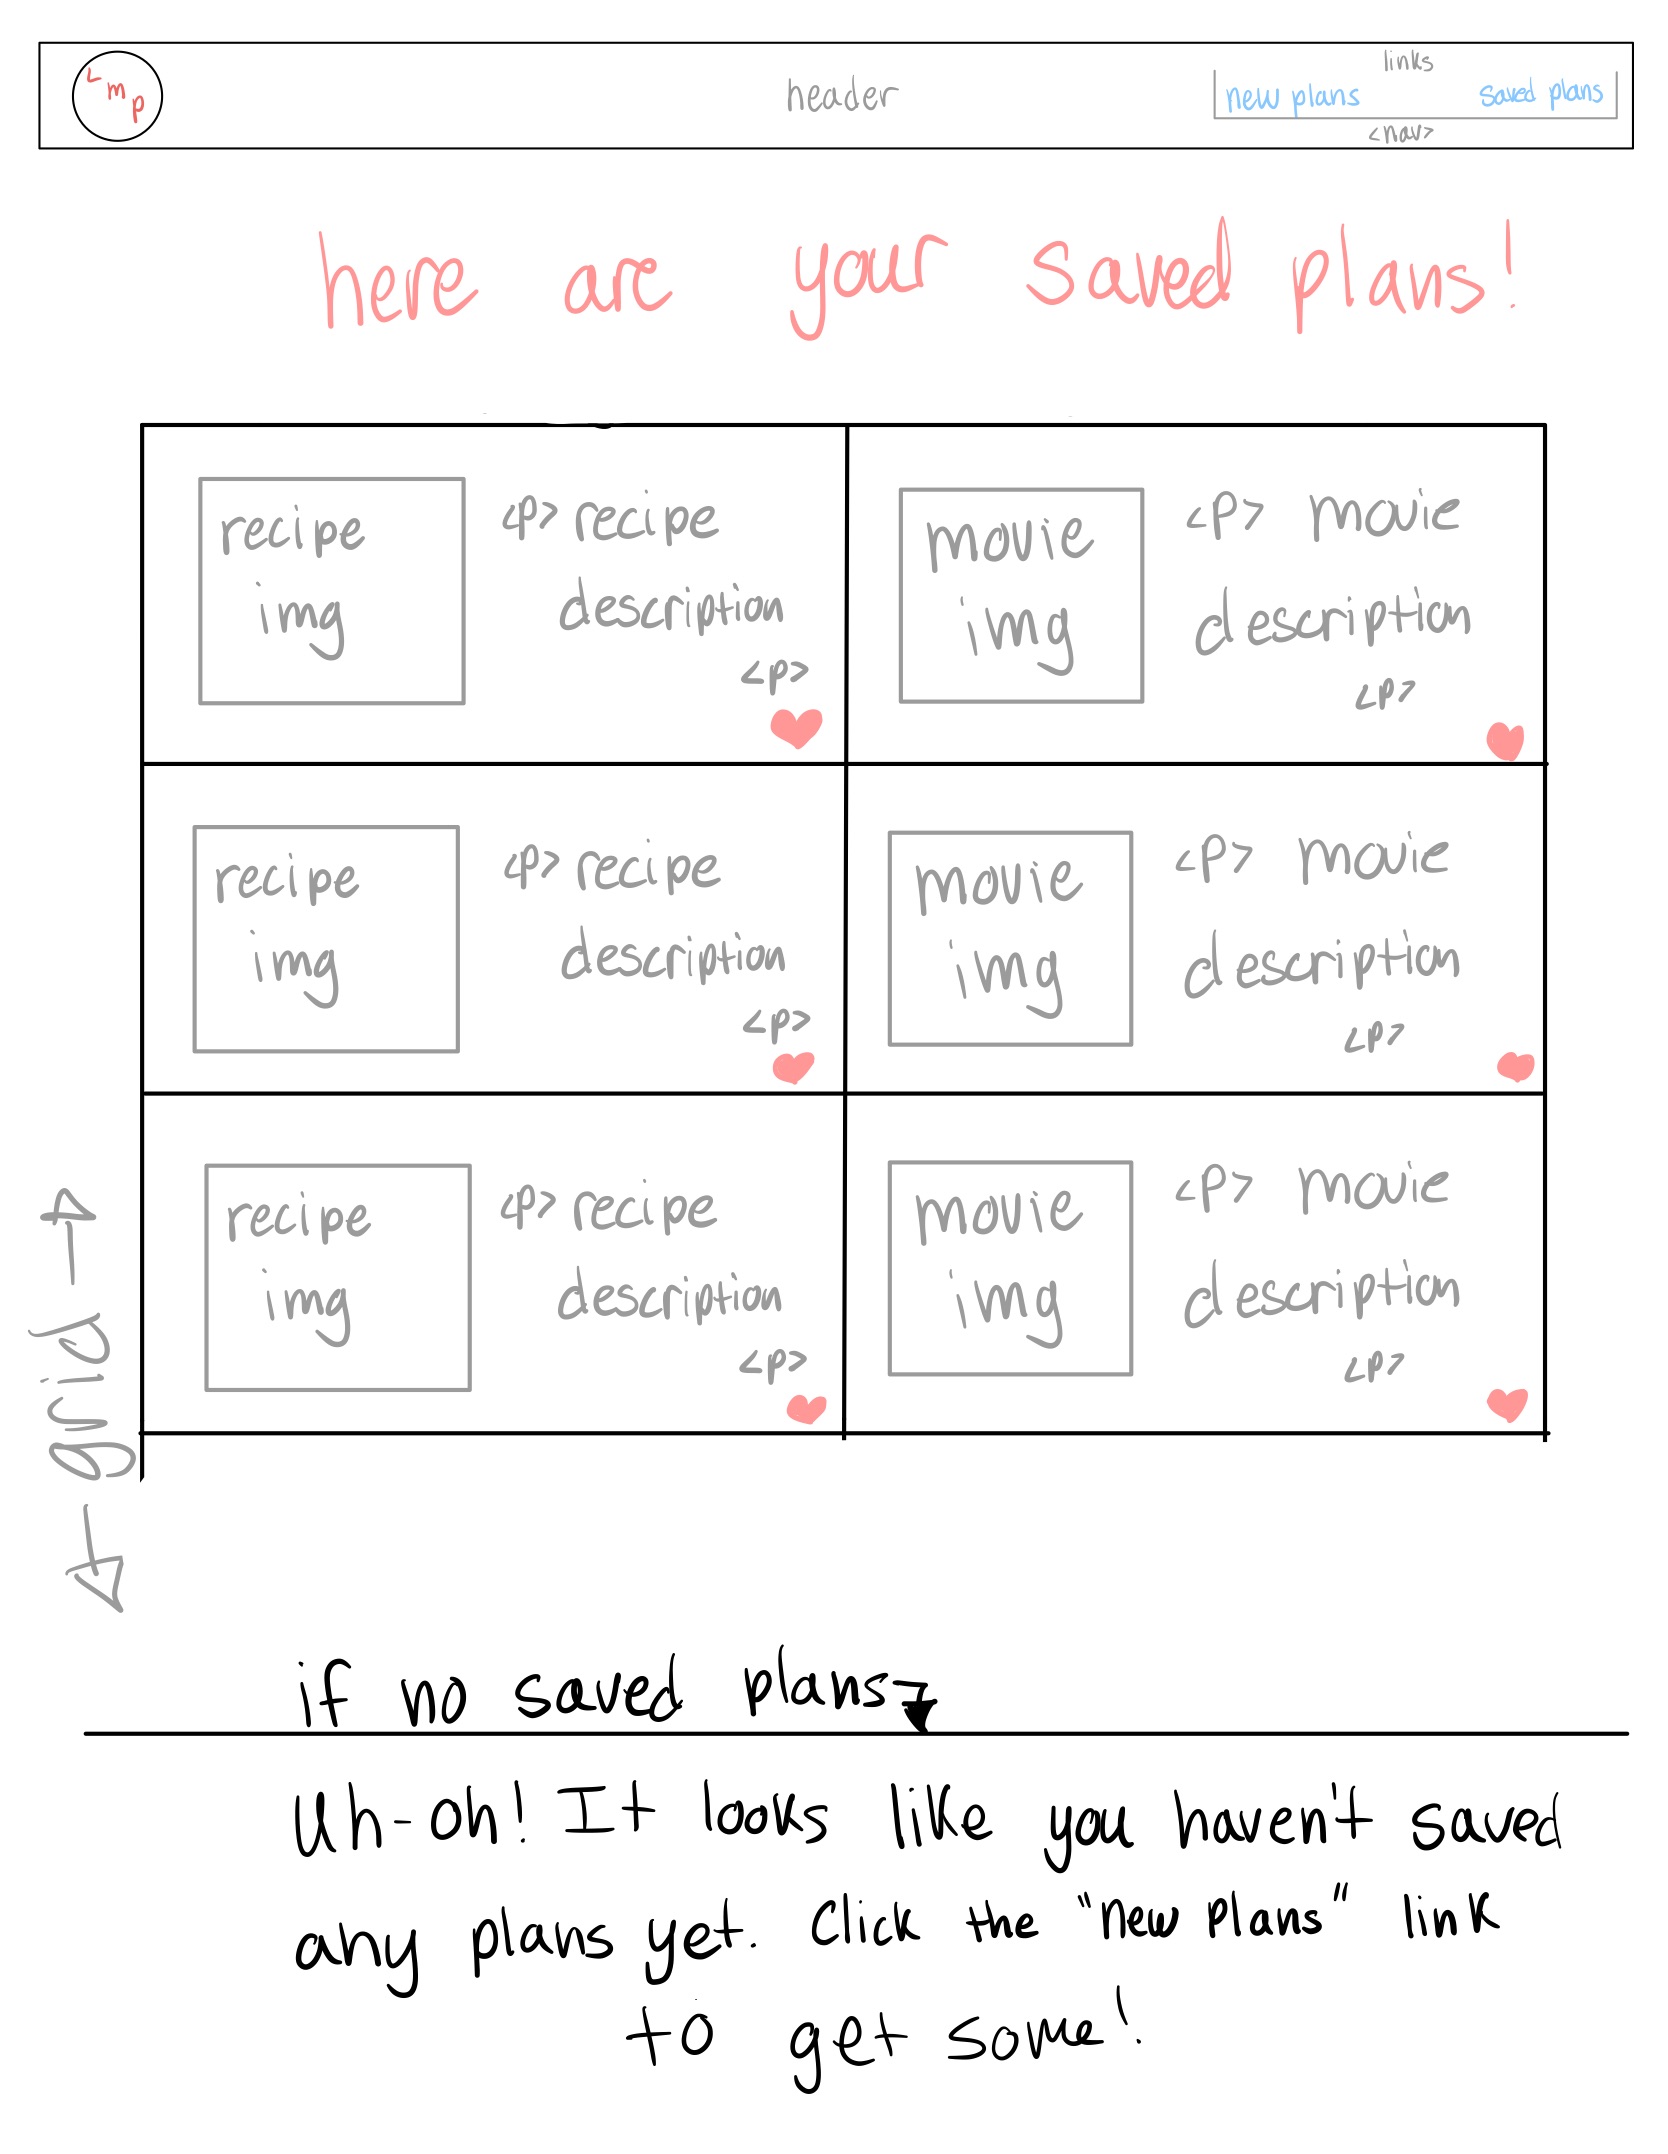 links
< m p
header
new plans saved plans
<nav>
here are your saved plans!
recipe
img
<p> recipe
description
<p>
movie
img
<p> movie
description
<p>
recipe
img
<p> recipe
description
<p>
movie
img
<p> movie
description
<p>
recipe
img
<p> recipe
description
<p>
movie
img
<p> movie
description
<p>
grid
if no saved plans
Uh-oh! It looks like you haven't saved
any plans yet. Click the "New Plans" link
to get some!